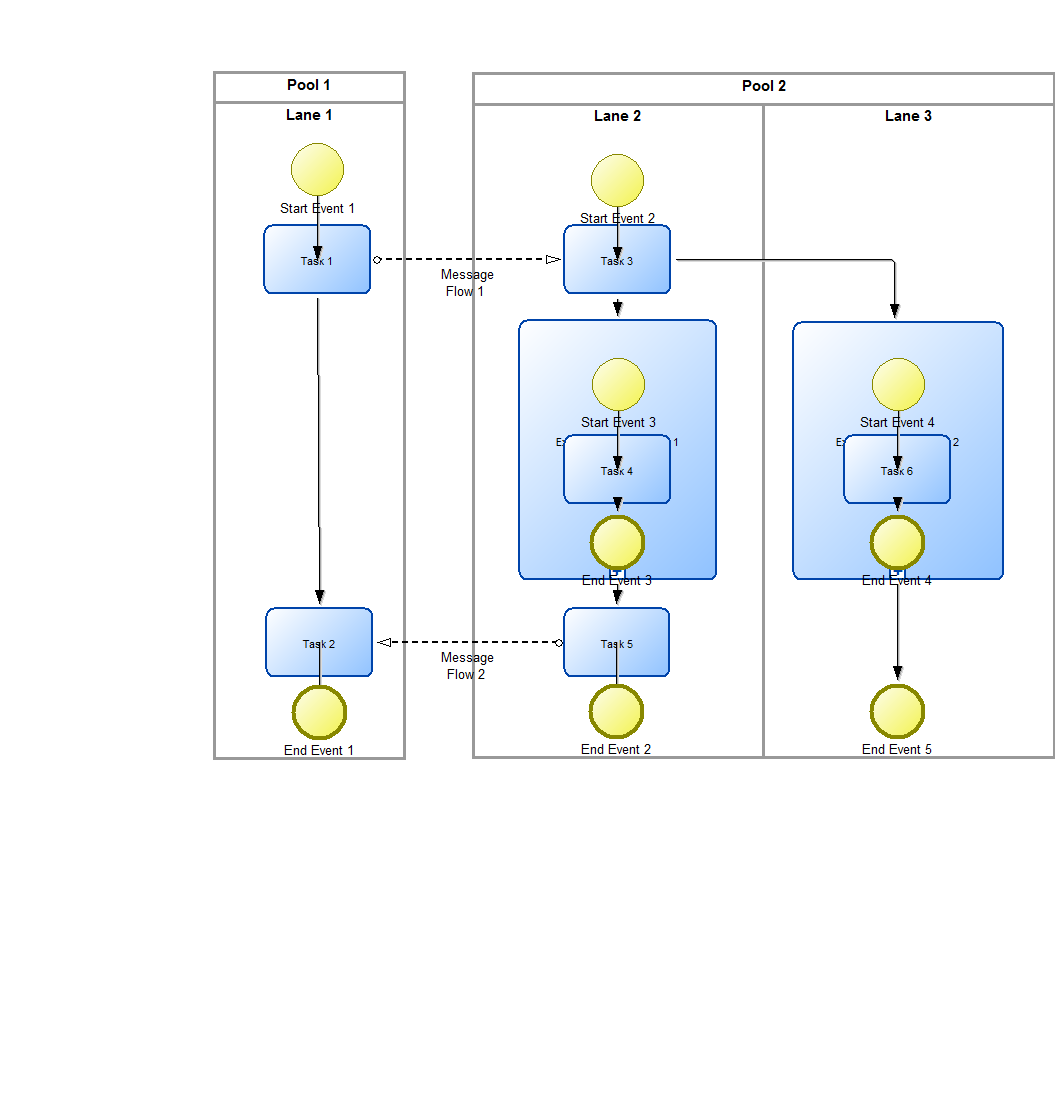 Pool 1
Pool 2
Lane 1
Lane 2
Lane 3
Start Event 1
Start Event 2
Task 1
Task 3
Message
Flow 1
Start Event 3
Start Event 4
1
2
Task 4
Task 6
End Event 3
End Event 4
Task 2
Task 5
Message
Flow 2
End Event 1
End Event 2
End Event 5